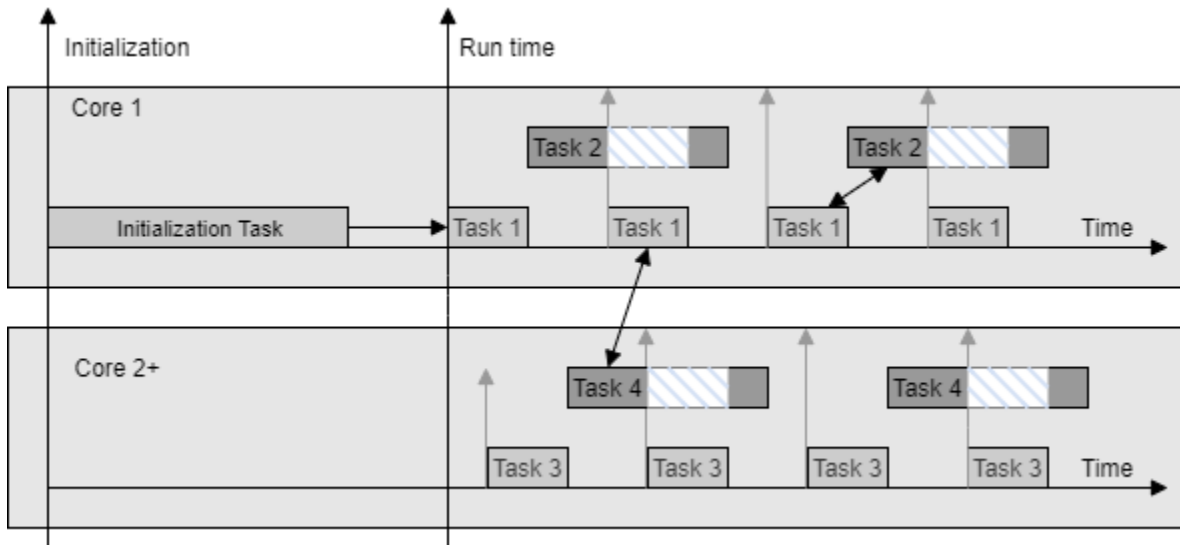 Initialization
Run time
Core 1
Task 2
Task 2
Initialization Task
Task 1
Task 1
Task 1
Task 1
Time
Core 2+
Task 4
Task 4
Task 3
Task 3
Task 3
Task 3
Time